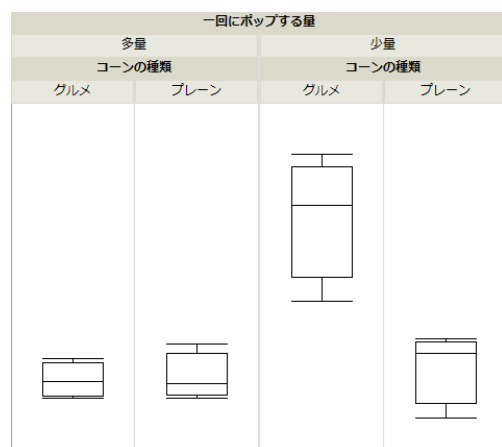 一回にポップする量
多量 少量
コーンの種類 コーンの種類
グルメ プレーン グルメ プレーン